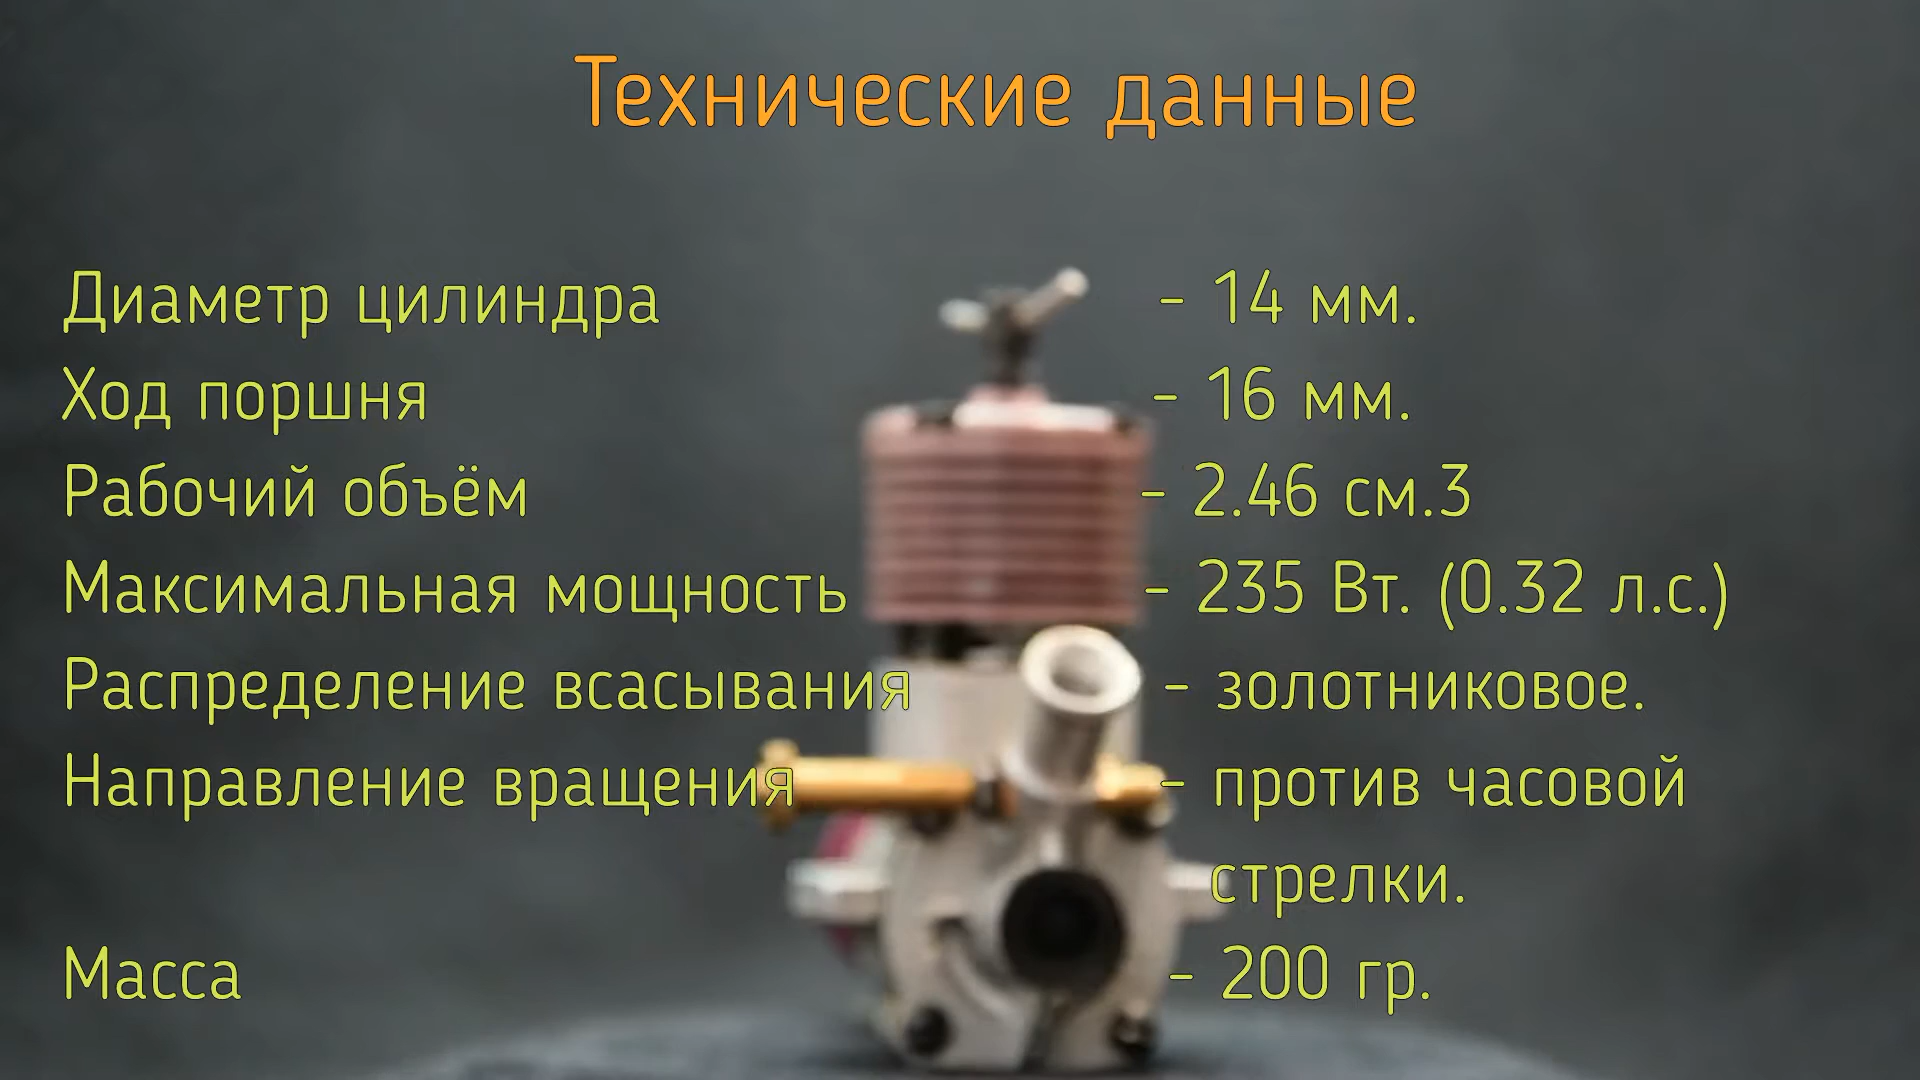 Технические данные
Диаметр цилиндра - 14 мм.
Ход поршня - 16 мм.
Рабочий объём - 2.46 см.3
Максимальная мощность - 235 Вт. (0.32 л.с.)
Распределение всасывания - золотниковое.
Направление вращения - против часовой
стрелки.
Масса - 200 гр.